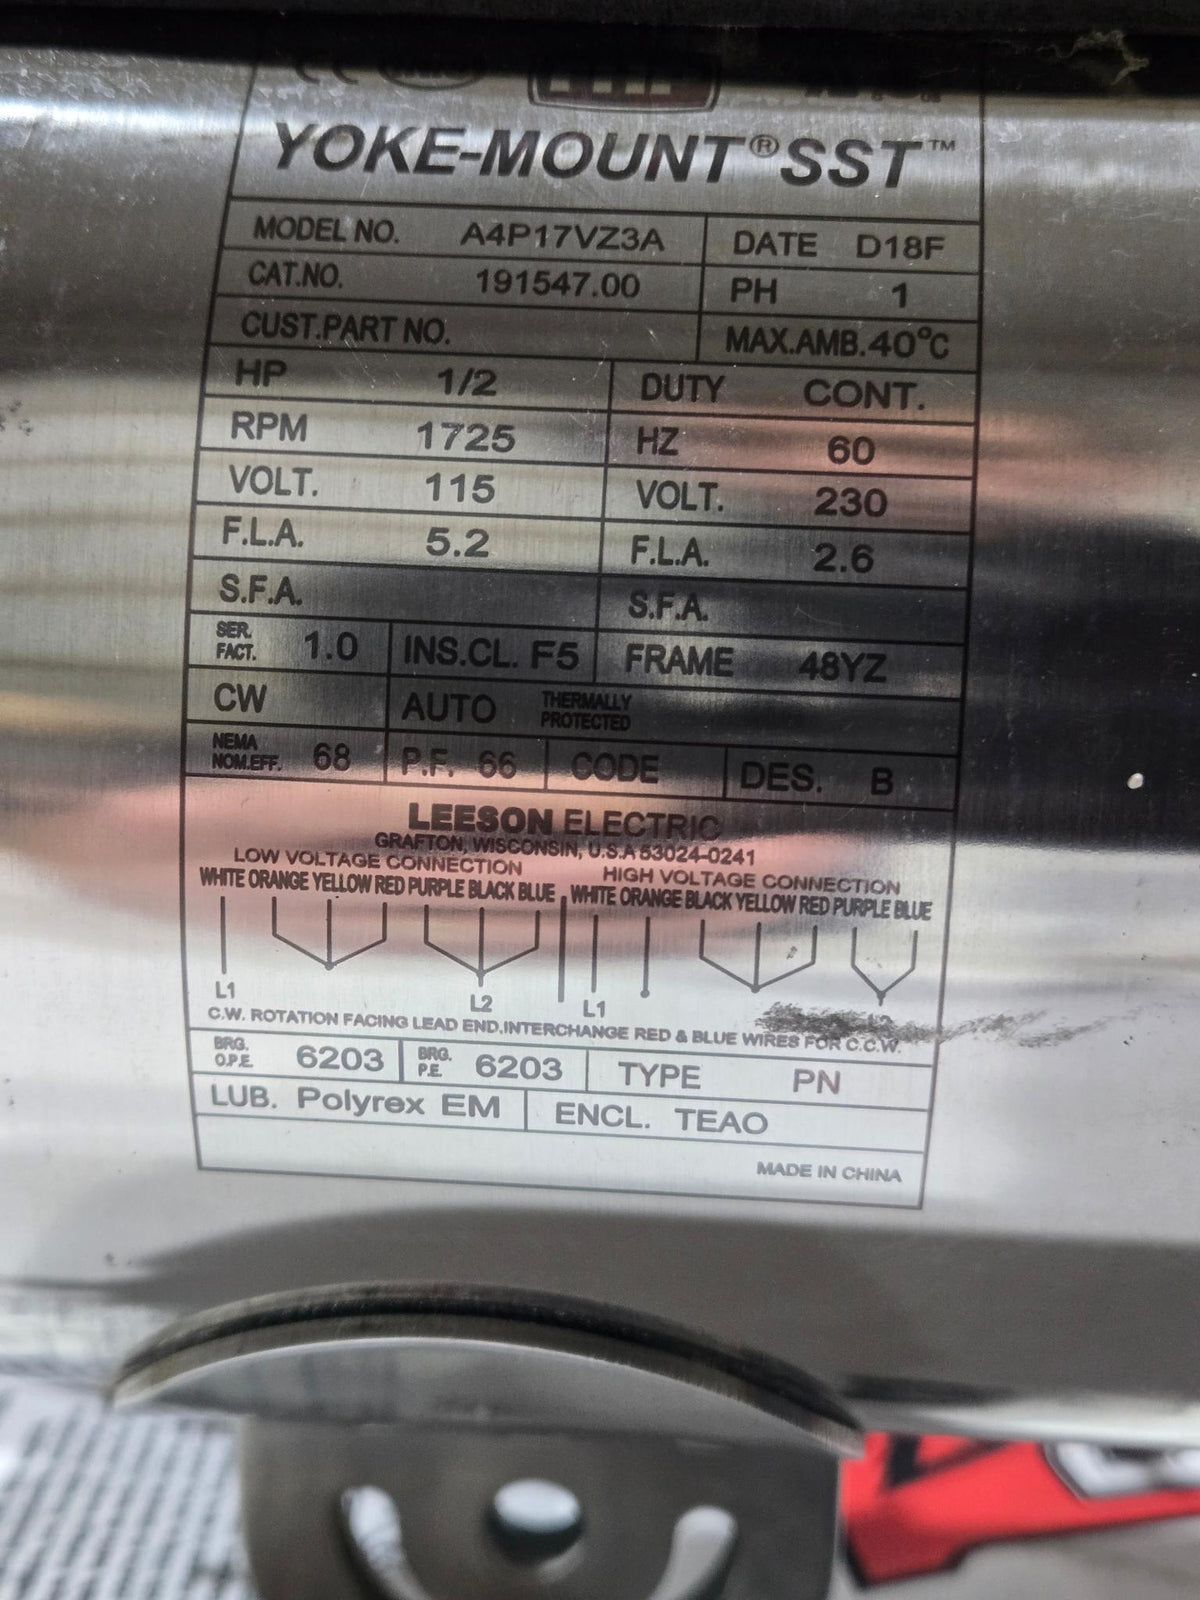 YOKE-MOUNT® SST™
MODEL NO. A4P17VZ3A DATE D18F
CAT.NO. 191547.00 PH 1
CUST.PART NO. MAX.AMB.40°C
HP 1/2 DUTY CONT.
RPM 1725 HZ 60
VOLT. 115 VOLT. 230
F.L.A. 5.2 F.L.A. 2.6
S.F.A. S.F.A.
SER. FACT. 1.0 INS.CL. F5 FRAME 48YZ
CW AUTO THERMALLY PROTECTED
NEMA NOM.EFF. 68 P.F. 66 CODE DES. B
LEESON ELECTRIC
GRAFTON, WISCONSIN, U.S.A 53024-0241
LOW VOLTAGE CONNECTION HIGH VOLTAGE CONNECTION
WHITE ORANGE YELLOW RED PURPLE BLACK BLUE WHITE ORANGE BLACK YELLOW RED PURPLE BLUE
L1 L2 L1
C.W. ROTATION FACING LEAD END.INTERCHANGE RED & BLUE WIRES FOR C.C.W.
BRG. O.P.E. 6203 BRG. P.E. 6203 TYPE PN
LUB. Polyrex EM ENCL. TEAO
MADE IN CHINA